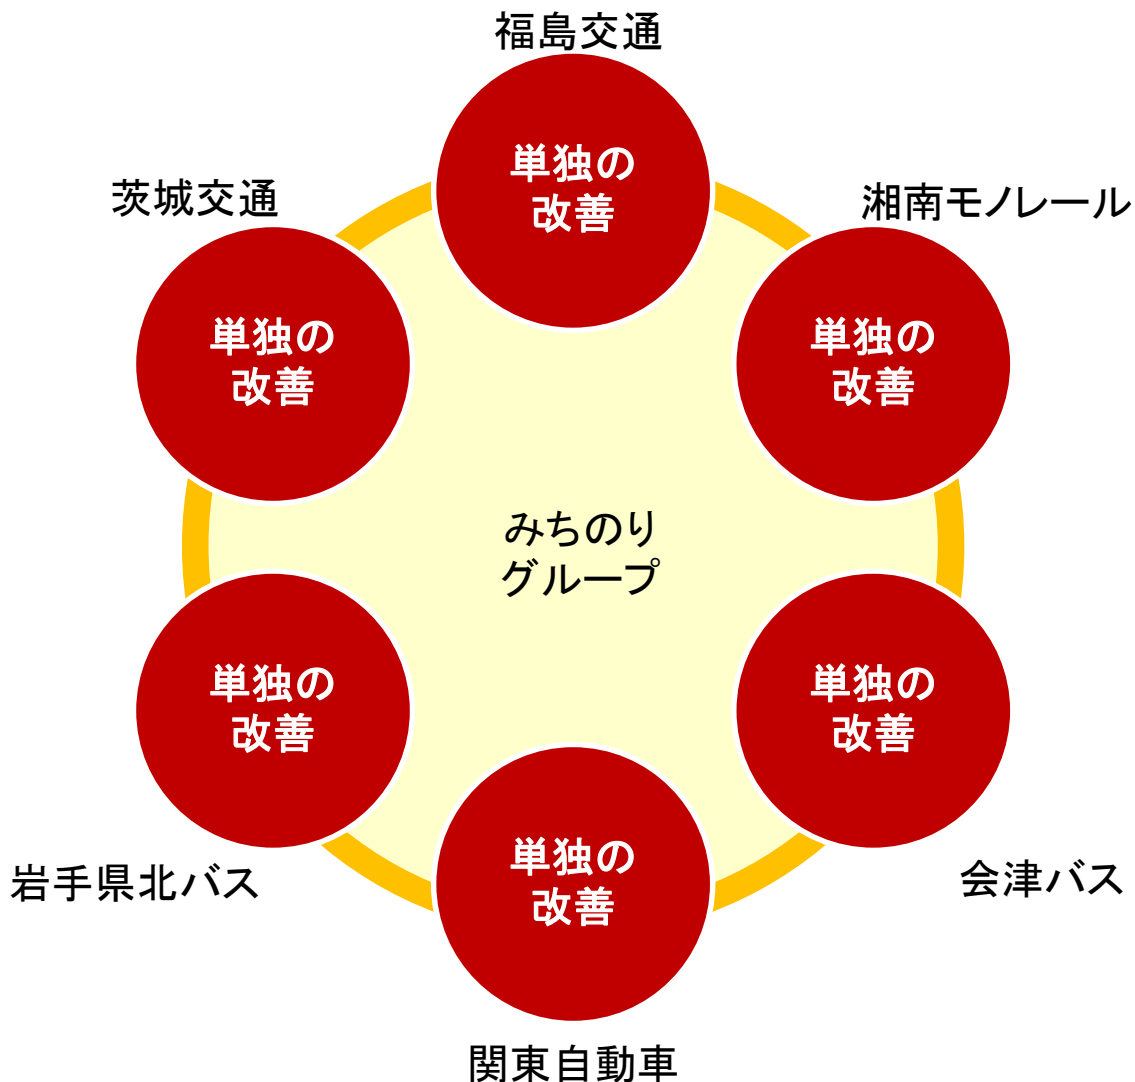 福島交通
単独の
改善
茨城交通
単独の
改善
湘南モノレール
単独の
改善
みちのり
グループ
単独の
改善
岩手県北バス
単独の
改善
会津バス
単独の
改善
関東自動車